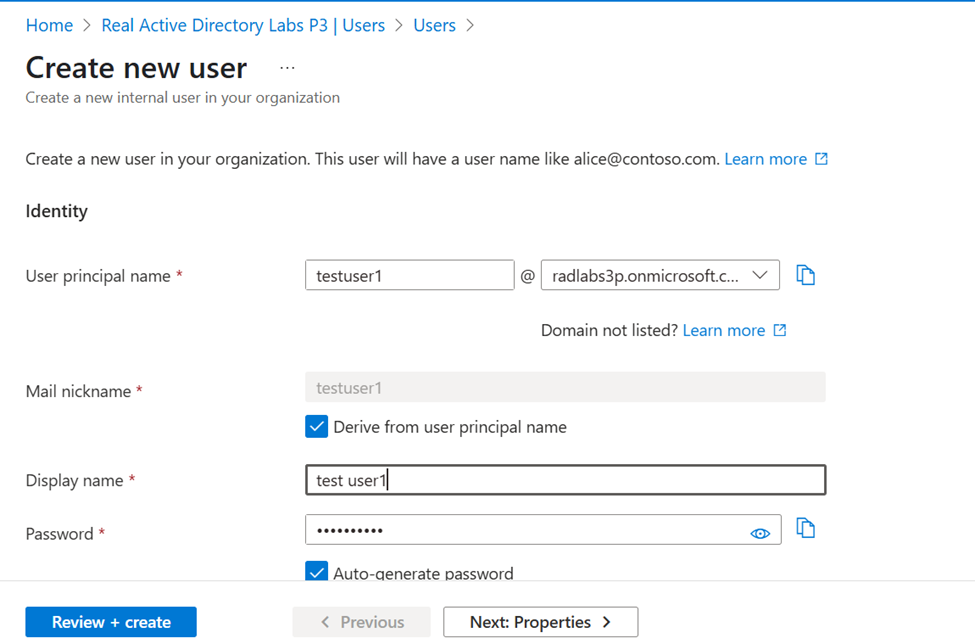 Home > Real Active Directory Labs P3 | Users > Users >
Create new user ...
Create a new internal user in your organization
Create a new user in your organization. This user will have a user name like alice@contoso.com. Learn more
Identity
User principal name * testuser1 @ radlabs3p.onmicrosoft.c...
Domain not listed? Learn more
Mail nickname * testuser1
Derive from user principal name
Display name * test user1
Password * ••••••••••
Auto-generate password
Review + create < Previous Next: Properties >